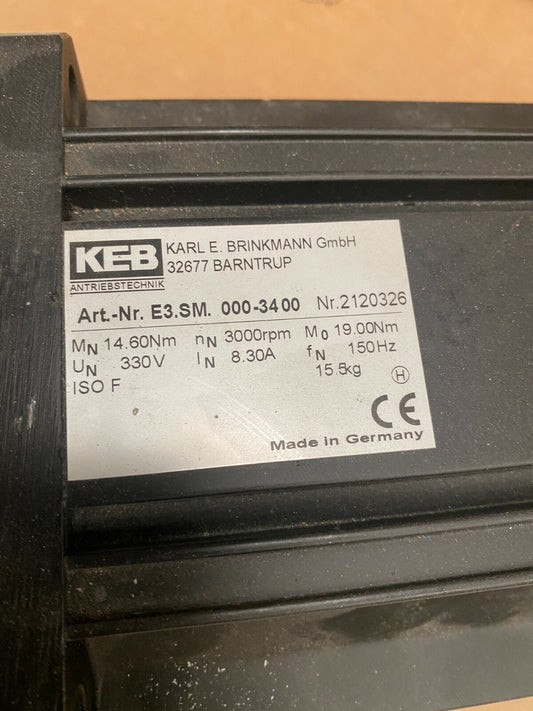 KEB
ANTRIEBSTECHNIK
KARL E. BRINKMANN GmbH
32677 BARNTRUP
Art.-Nr. E3.SM. 000-3400 Nr.2120326
MN 14.60Nm nN 3000rpm M0 19.00Nm
UN 330V IN 8.30A fN 150Hz
ISO F 15.5kg H
CE
Made in Germany